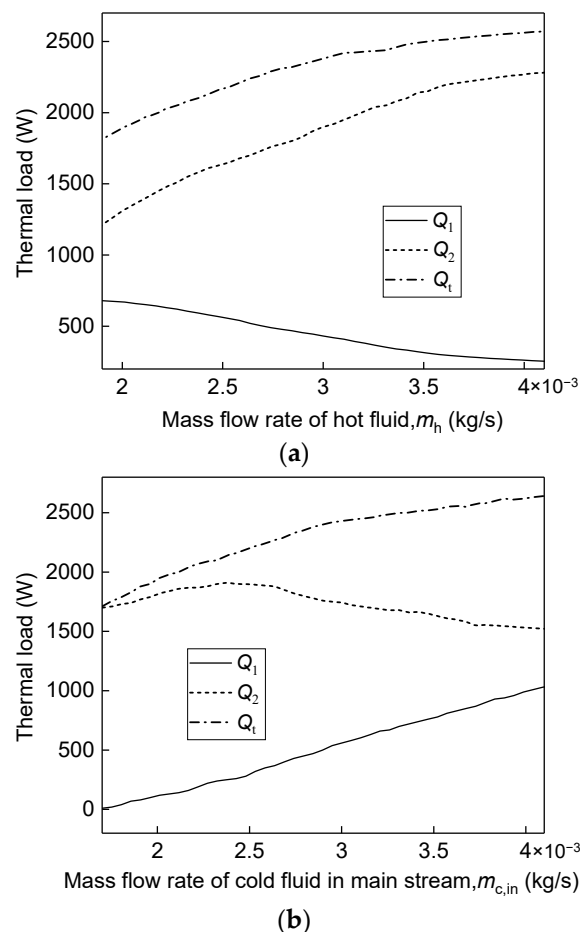 2500
2000
1500
1000
500
Thermal load (W)
Q1
Q2
Qt
2
2.5
3
3.5
4×10−3
Mass flow rate of hot fluid,mh (kg/s)
(a)
2500
2000
1500
1000
500
0
Thermal load (W)
Q1
Q2
Qt
2
2.5
3
3.5
4×10−3
Mass flow rate of cold fluid in main stream,mc,in (kg/s)
(b)